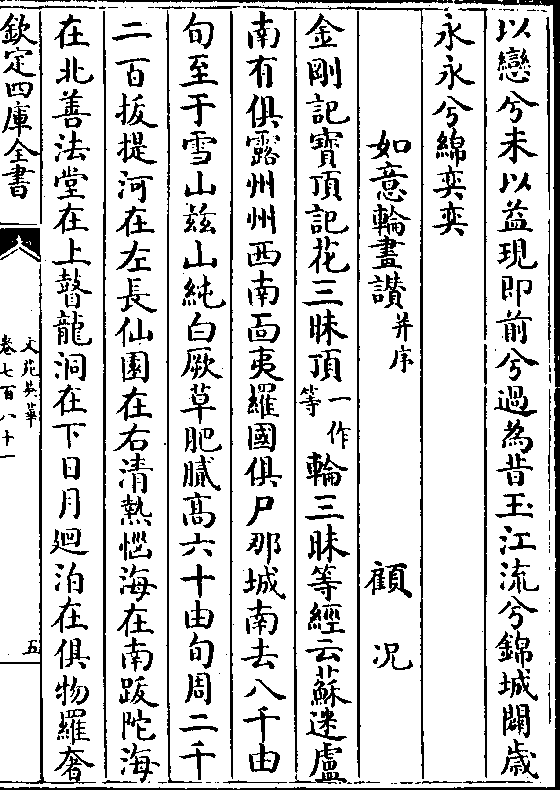 以戀兮未以益現即前兮過為昔玉江流兮錦城闢歲
永永兮綿奕奕
如意輪畫讚并序
顧況
金剛記寶頂記花三昧頂一作等輪三昧等經云蘇迷盧
南有俱露州州西南面夷羅國俱尸那城南去八千由
旬至于雪山兹山純白厥草肥膩高六十由旬周二千
二百拔提河在左長仙園在右清熱惱海在南跋陀海
在北善法堂在上瞽龍洞在下日月迴泊在俱物羅奢
欽定四庫全書
文苑英華
卷七百八十一
五